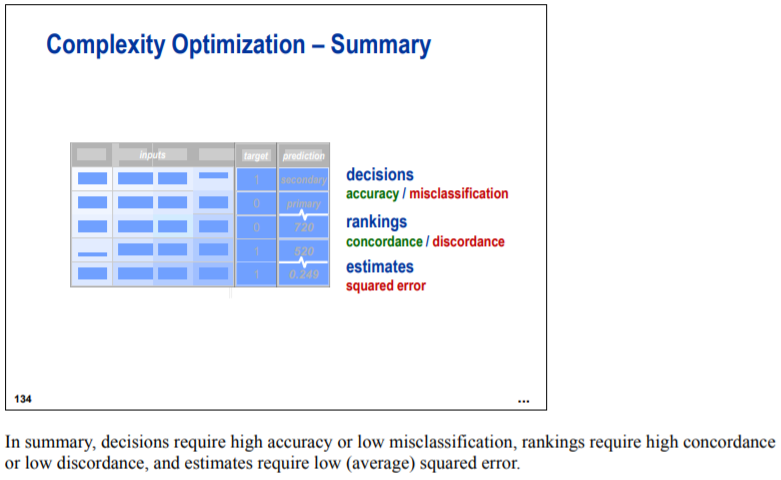 Complexity Optimization – Summary
inputs target prediction
1 secondary
0 primary
0 720
1 520
1 0.249
decisions
accuracy / misclassification
rankings
concordance / discordance
estimates
squared error
134 ...
In summary, decisions require high accuracy or low misclassification, rankings require high concordance
or low discordance, and estimates require low (average) squared error.